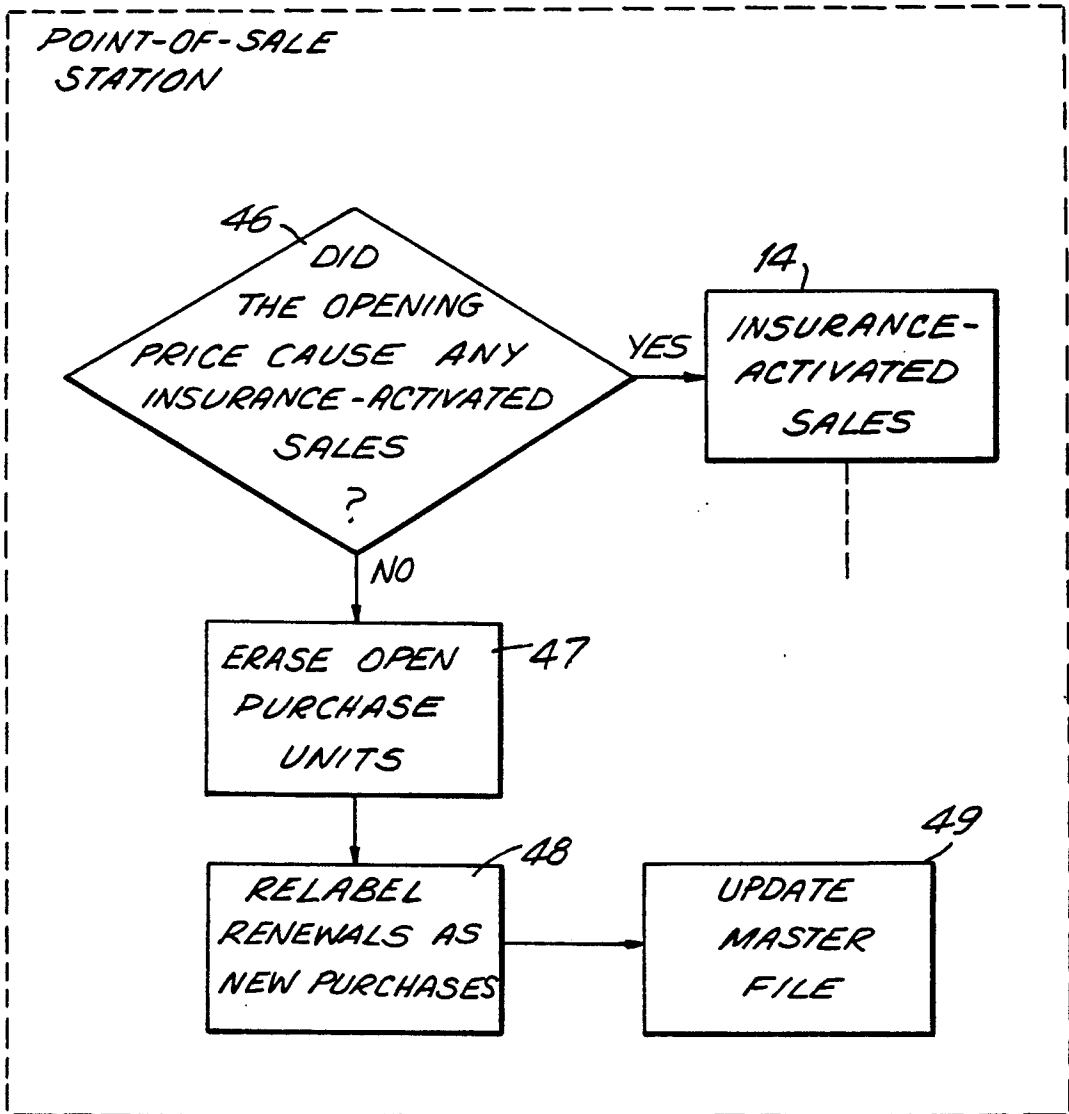 POINT-OF-SALE
STATION
46
DID
THE OPENING
PRICE CAUSE ANY
INSURANCE-ACTIVATED
SALES
?
YES
14
INSURANCE-
ACTIVATED
SALES
NO
47
ERASE OPEN
PURCHASE
UNITS
48
RELABEL
RENEWALS AS
NEW PURCHASES
49
UPDATE
MASTER
FILE